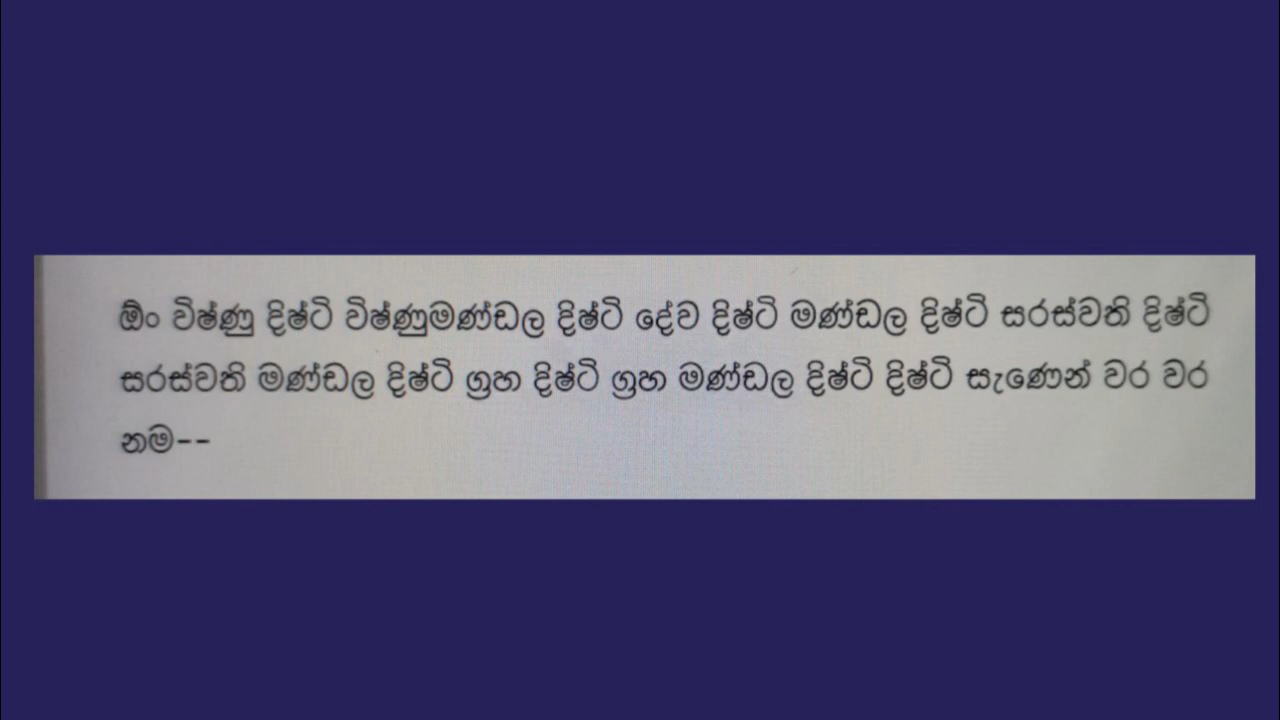 ඕං විෂ්ණු දිෂ්ටි විෂ්ණුමණ්ඩල දිෂ්ටි දේව දිෂ්ටි මණ්ඩල දිෂ්ටි සරස්වති දිෂ්ටි
සරස්වති මණ්ඩල දිෂ්ටි ග්‍රහ දිෂ්ටි ග්‍රහ මණ්ඩල දිෂ්ටි දිෂ්ටි සැණෙන් වර වර
නම--